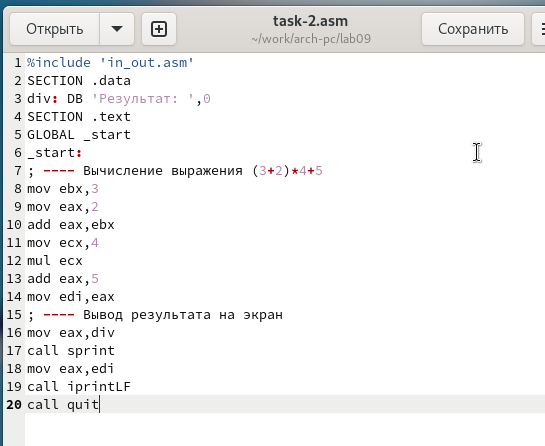 Открыть
task-2.asm
~/work/arch-pc/lab09
Сохранить
1 %include 'in_out.asm'
2 SECTION .data
3 div: DB 'Результат: ',0
4 SECTION .text
5 GLOBAL _start
6 _start:
7 ; ---- Вычисление выражения (3+2)*4+5
8 mov ebx,3
9 mov eax,2
10 add eax,ebx
11 mov ecx,4
12 mul ecx
13 add eax,5
14 mov edi,eax
15 ; ---- Вывод результата на экран
16 mov eax,div
17 call sprint
18 mov eax,edi
19 call iprintLF
20 call quit